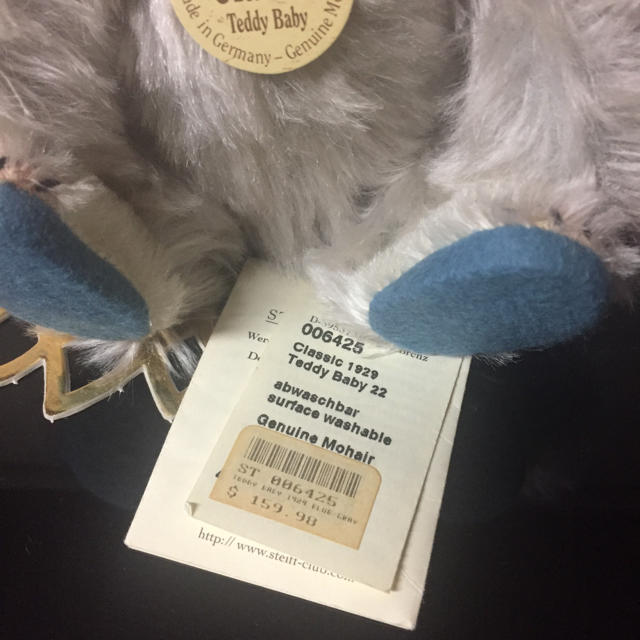 Teddy Baby
Made in Germany – Genuine
006425
Classic 1929
Teddy Baby 22
abwaschbar
surface washable
Genuine Mohair
ST 006425
TEDDY BABY 1929 BLUE-GRAY
$ 159.98
http://www.steiff-club.com